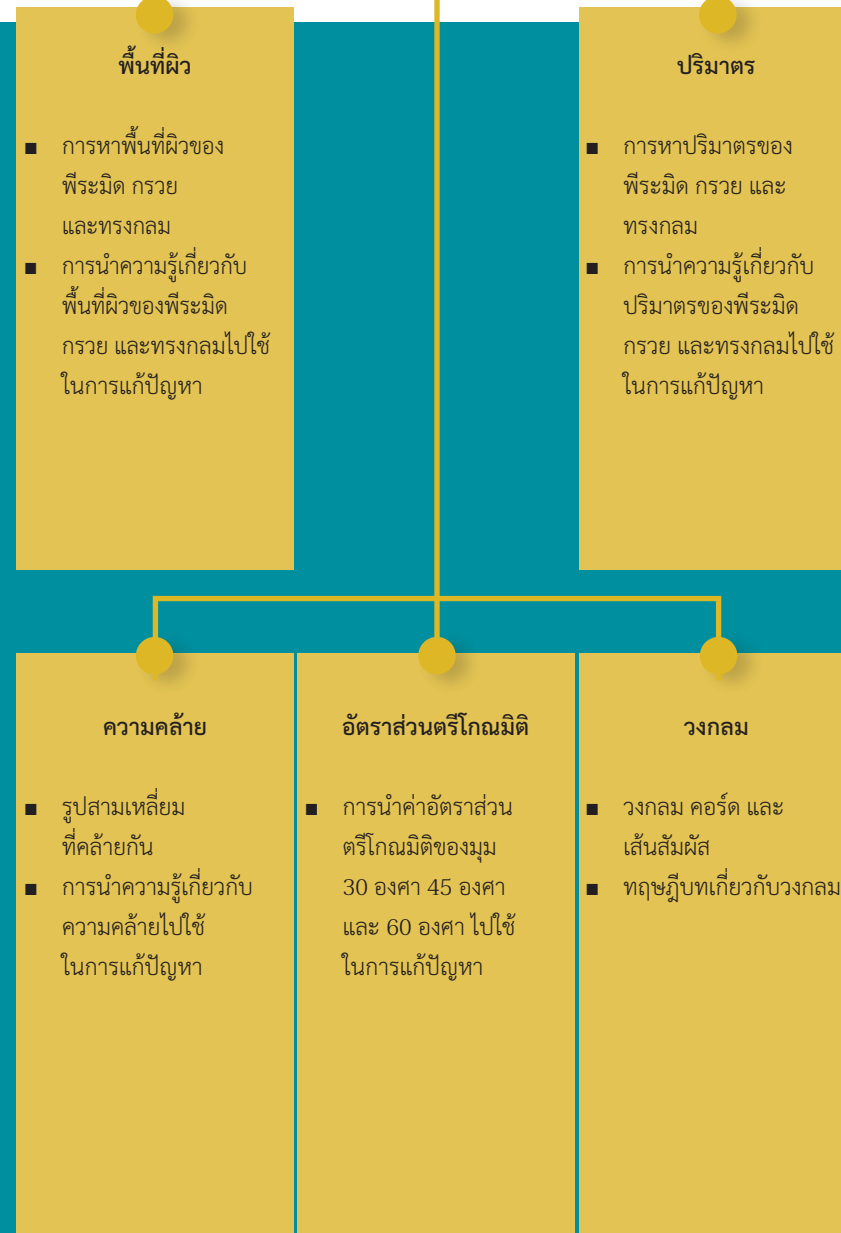 พื้นที่ผิว
■ การหาพื้นที่ผิวของ
พีระมิด กรวย
และทรงกลม
■ การนำความรู้เกี่ยวกับ
พื้นที่ผิวของพีระมิด
กรวย และทรงกลมไปใช้
ในการแก้ปัญหา
ปริมาตร
■ การหาปริมาตรของ
พีระมิด กรวย และ
ทรงกลม
■ การนำความรู้เกี่ยวกับ
ปริมาตรของพีระมิด
กรวย และทรงกลมไปใช้
ในการแก้ปัญหา
ความคล้าย
■ รูปสามเหลี่ยม
ที่คล้ายกัน
■ การนำความรู้เกี่ยวกับ
ความคล้ายไปใช้
ในการแก้ปัญหา
อัตราส่วนตรีโกณมิติ
■ การนำค่าอัตราส่วน
ตรีโกณมิติของมุม
30 องศา 45 องศา
และ 60 องศา ไปใช้
ในการแก้ปัญหา
วงกลม
■ วงกลม คอร์ด และ
เส้นสัมผัส
■ ทฤษฎีบทเกี่ยวกับวงกลม